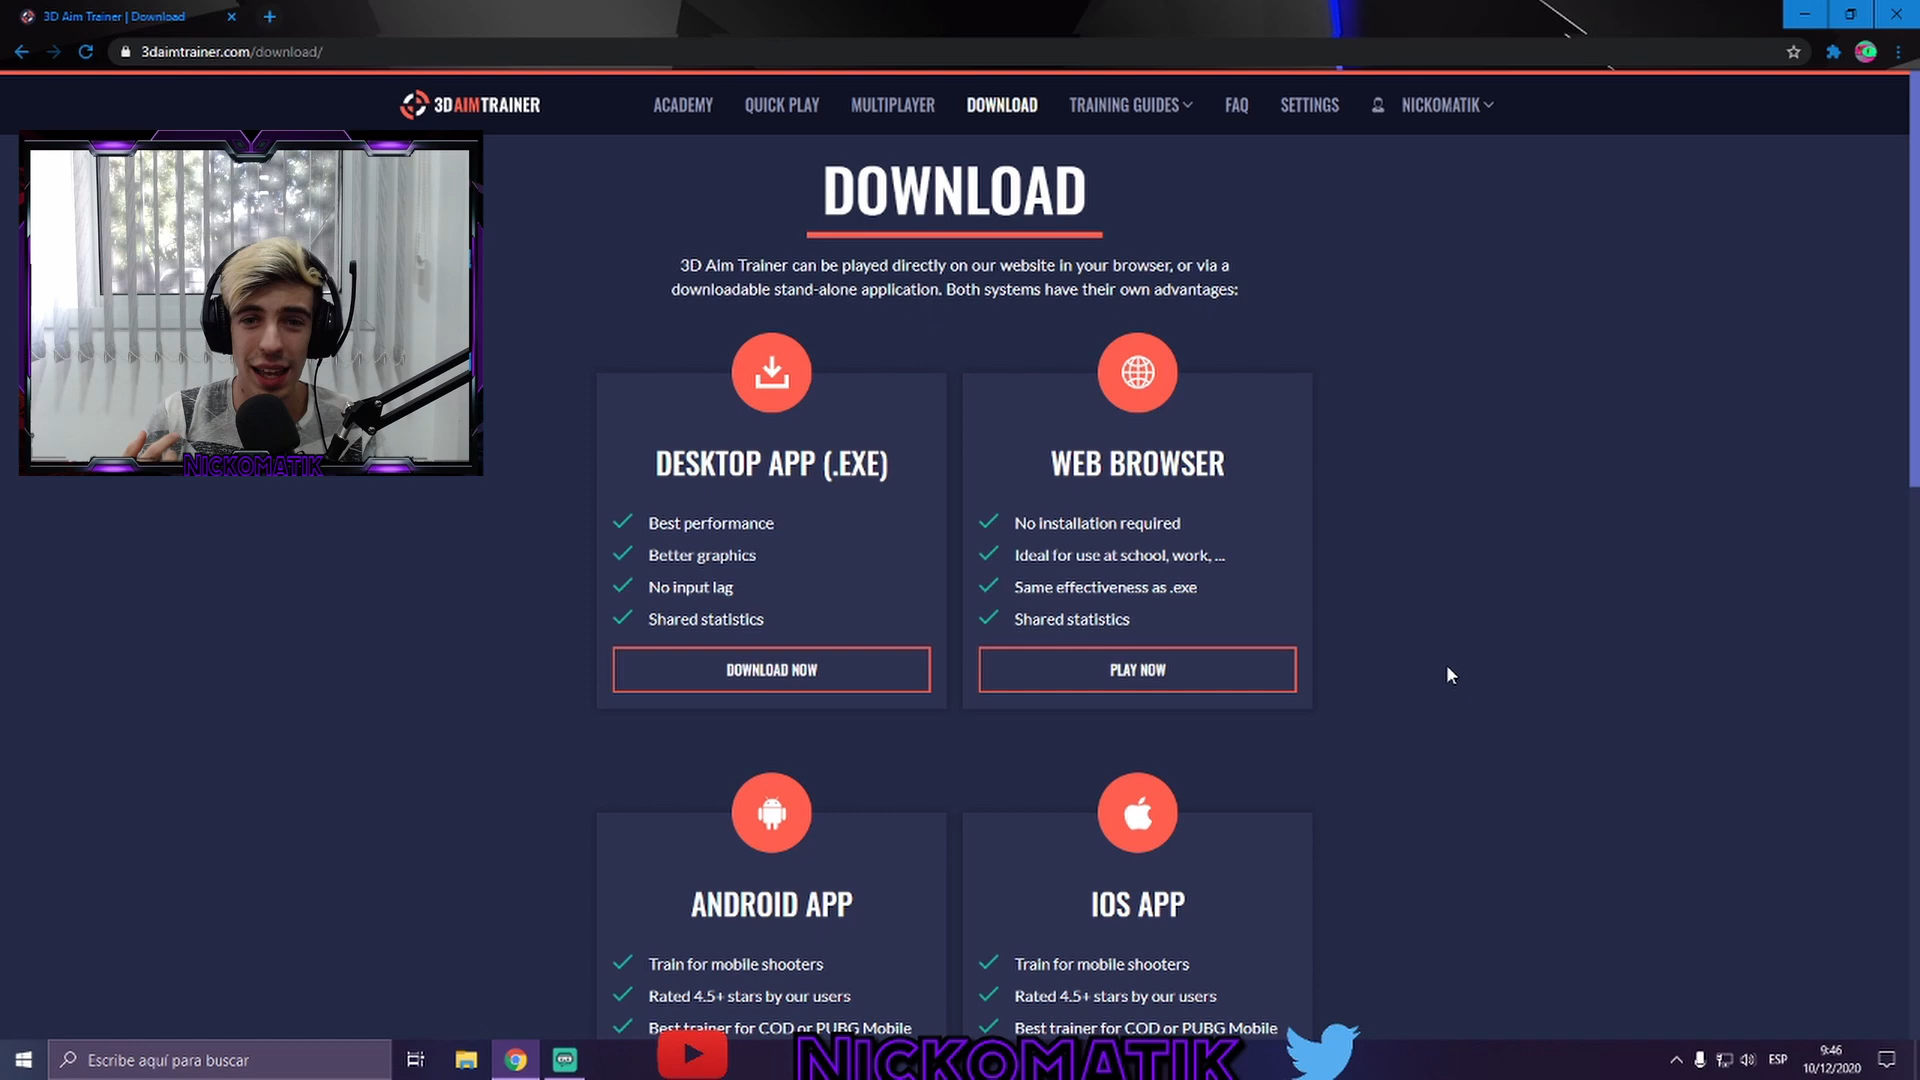 3D Aim Trainer | Download
3daimtrainer.com/download/
3DAIMTRAINER
ACADEMY
QUICK PLAY
MULTIPLAYER
DOWNLOAD
TRAINING GUIDES
FAQ
SETTINGS
NICKOMATIK
DOWNLOAD
3D Aim Trainer can be played directly on our website in your browser, or via a
downloadable stand-alone application. Both systems have their own advantages:
NICKOMATIK
DESKTOP APP (.EXE)
Best performance
Better graphics
No input lag
Shared statistics
DOWNLOAD NOW
WEB BROWSER
No installation required
Ideal for use at school, work, ...
Same effectiveness as .exe
Shared statistics
PLAY NOW
ANDROID APP
Train for mobile shooters
Rated 4.5+ stars by our users
Best trainer for COD or PUBG Mobile
IOS APP
Train for mobile shooters
Rated 4.5+ stars by our users
Best trainer for COD or PUBG Mobile
NICKOMATIK
Escribe aquí para buscar
ESP
9:46
10/12/2020